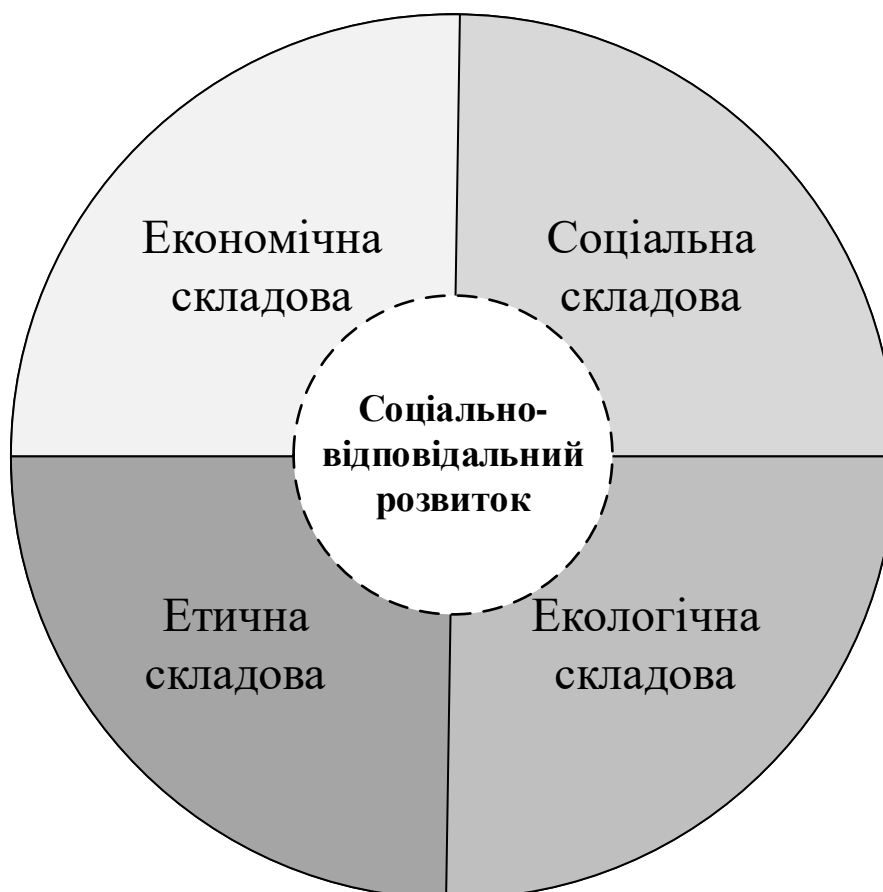 Економічна
складова
Соціальна
складова
Соціально-
відповідальний
розвиток
Етична
складова
Екологічна
складова